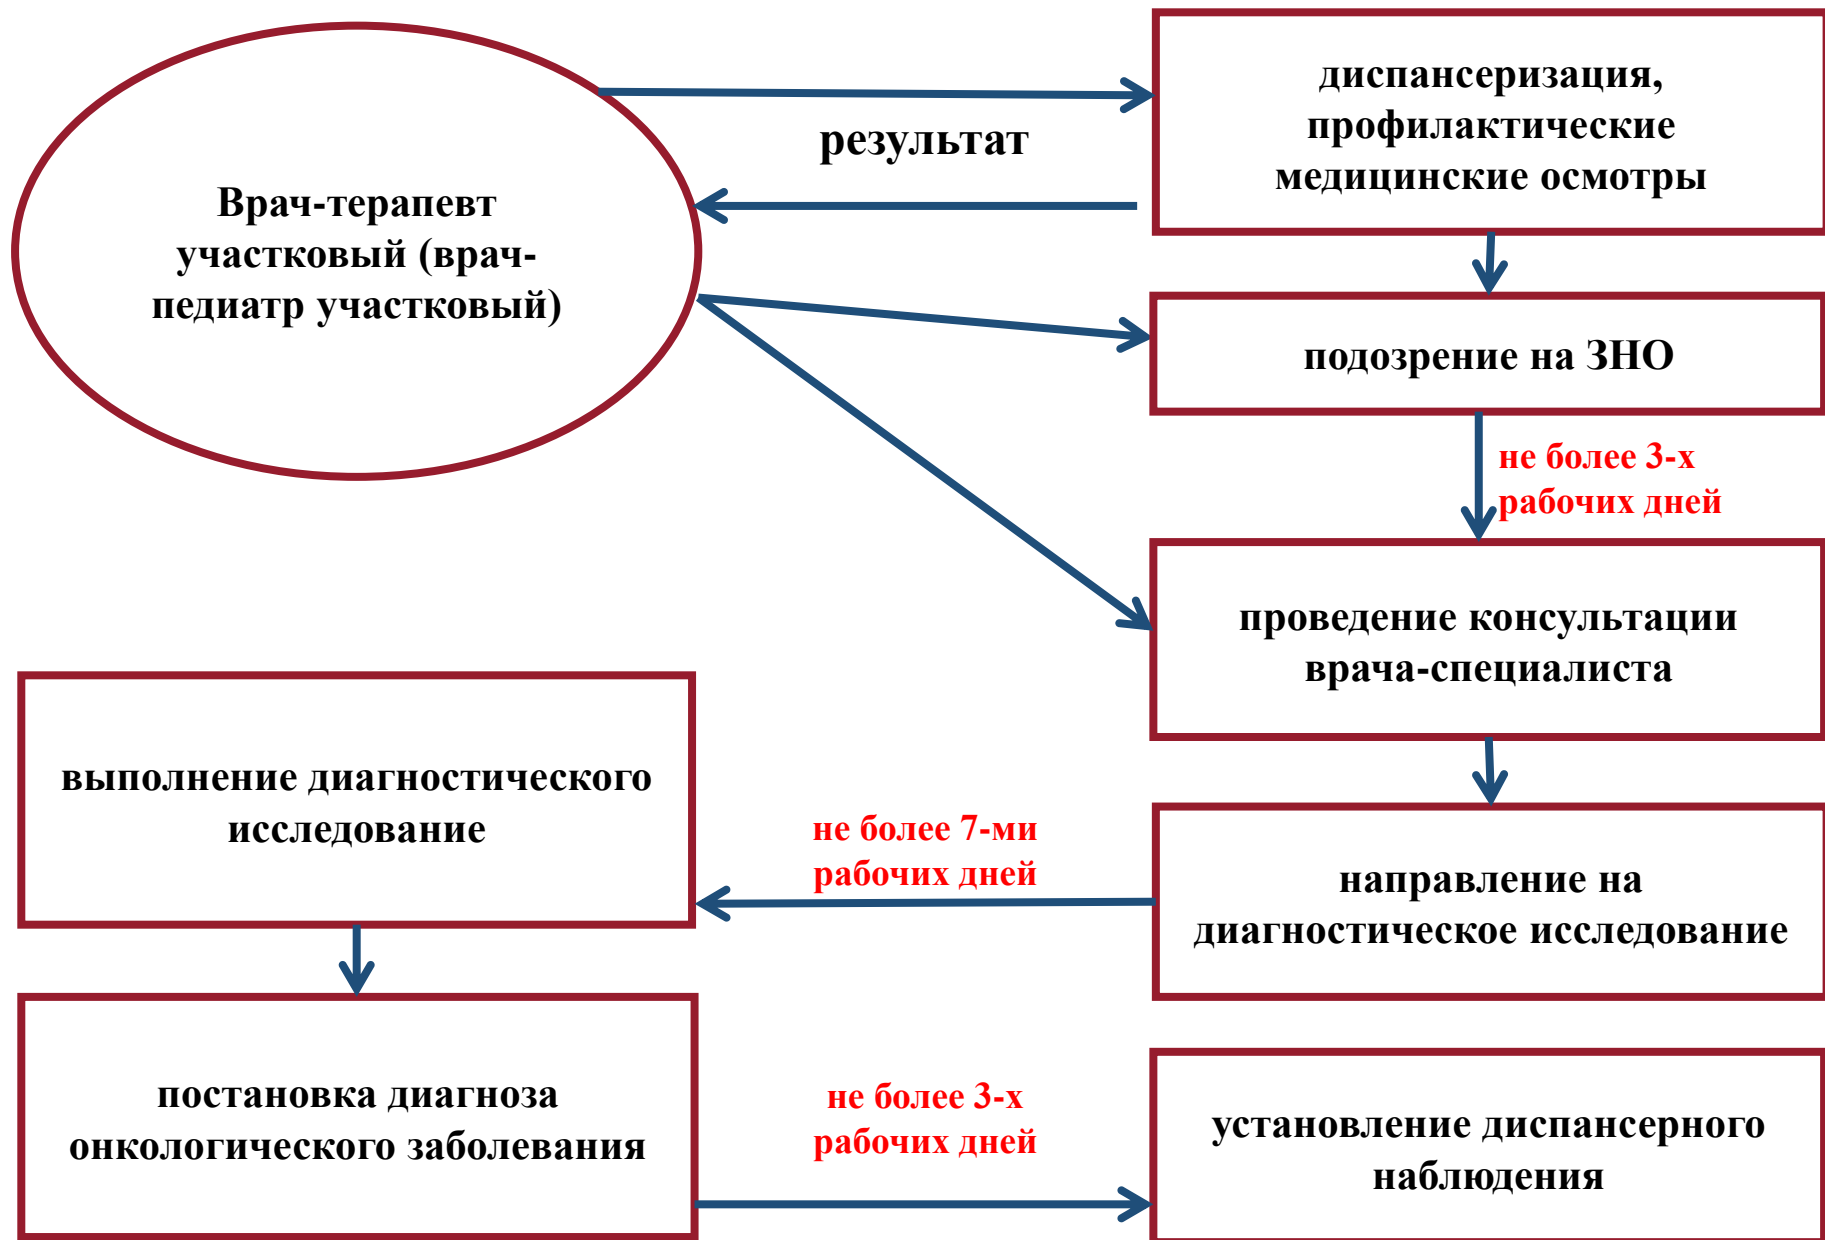 Врач-терапевт
участковый (врач-
педиатр участковый)
результат
диспансеризация,
профилактические
медицинские осмотры
подозрение на ЗНО
не более 3-х
рабочих дней
проведение консультации
врача-специалиста
направление на
диагностическое исследование
не более 7-ми
рабочих дней
выполнение диагностического
исследование
постановка диагноза
онкологического заболевания
не более 3-х
рабочих дней
установление диспансерного
наблюдения